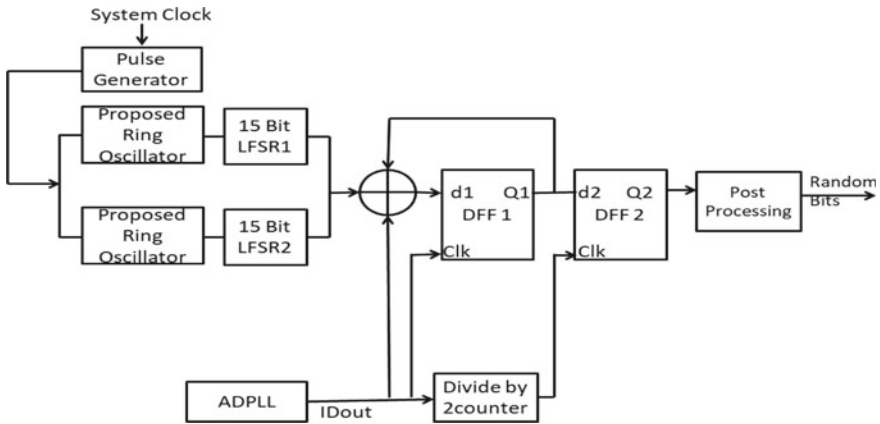 System Clock
Pulse
Generator
Proposed
Ring
Oscillator
15 Bit
LFSR1
Proposed
Ring
Oscillator
15 Bit
LFSR2
d1 Q1
DFF 1
Clk
d2 Q2
DFF 2
Clk
Post
Processing
Random
Bits
ADPLL
IDout
Divide by
2counter